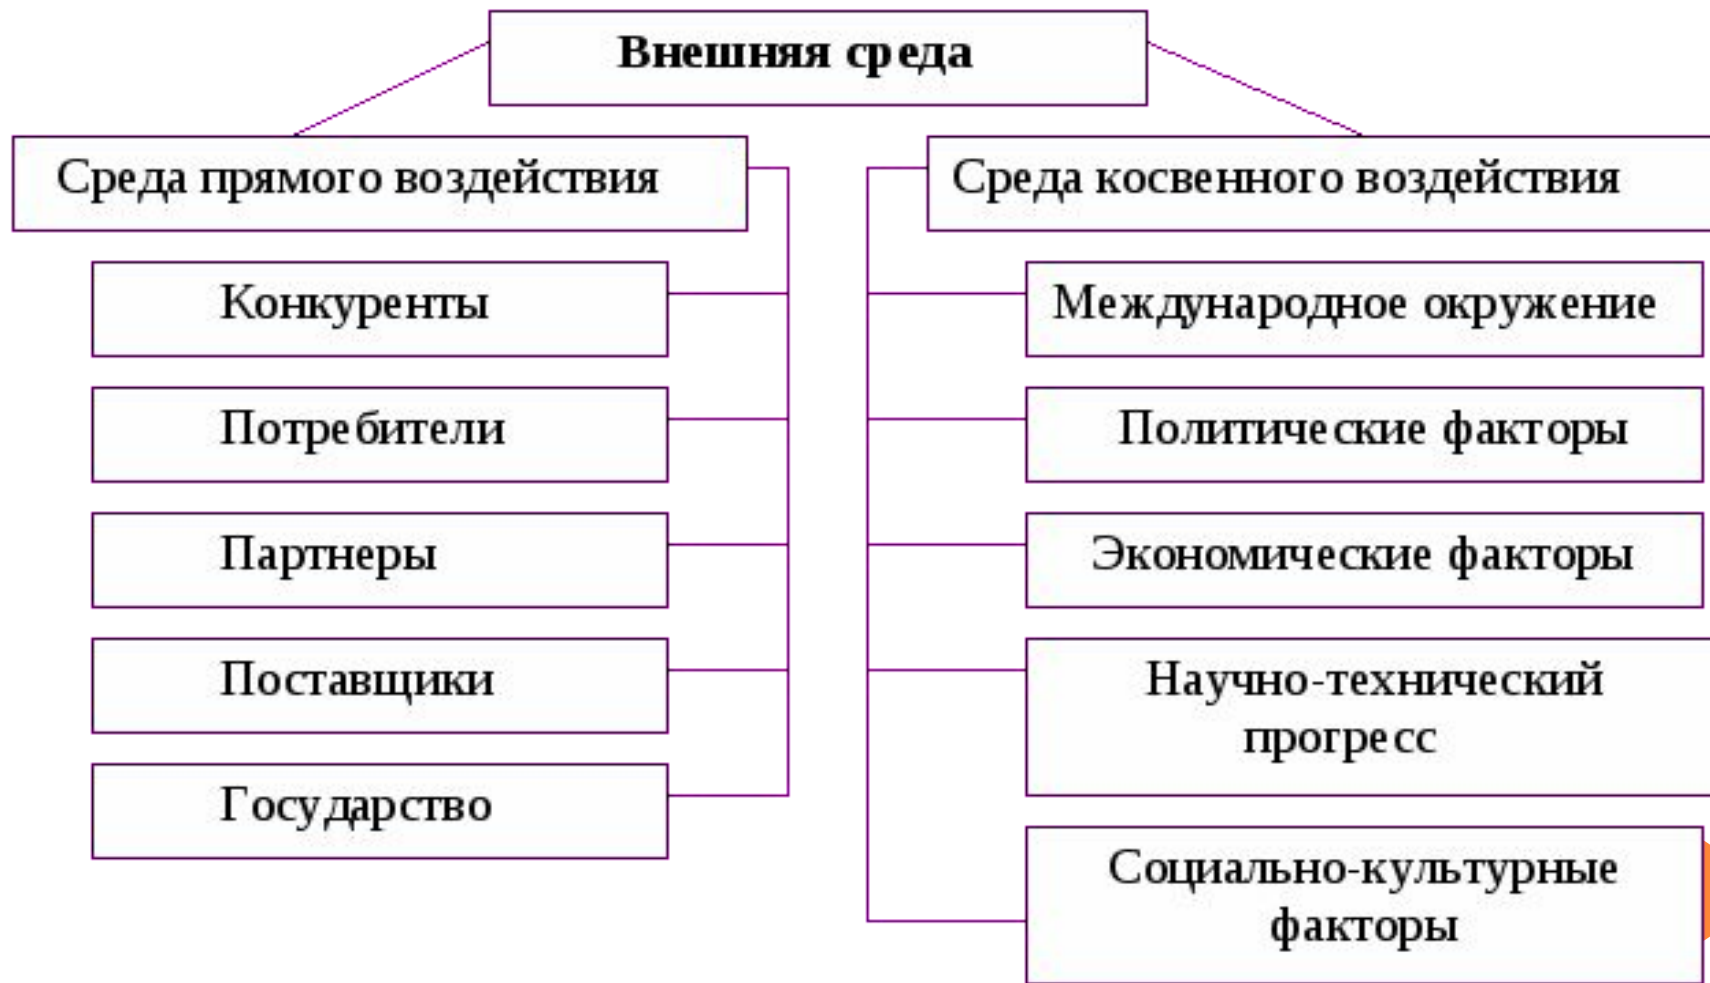 Внешняя среда
Среда прямого воздействия
Конкуренты
Потребители
Партнеры
Поставщики
Государство
Среда косвенного воздействия
Международное окружение
Политические факторы
Экономические факторы
Научно-технический
прогресс
Социально-культурные
факторы